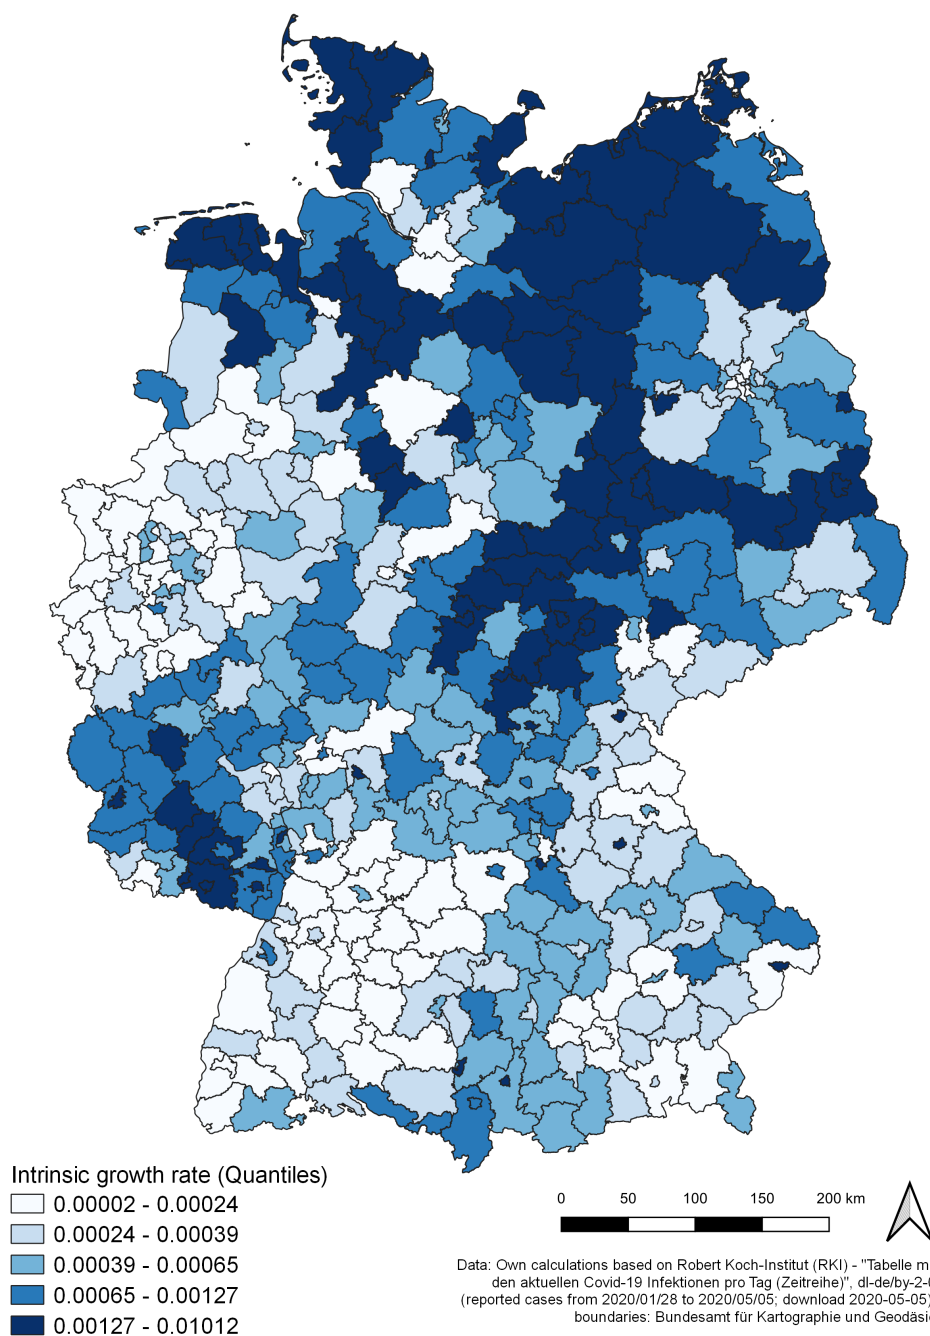 Intrinsic growth rate (Quantiles)
0.00002 - 0.00024
0.00024 - 0.00039
0.00039 - 0.00065
0.00065 - 0.00127
0.00127 - 0.01012
0 50 100 150 200 km
Data: Own calculations based on Robert Koch-Institut (RKI) - "Tabelle m
den aktuellen Covid-19 Infektionen pro Tag (Zeitreihe)", dl-de/by-2-0
(reported cases from 2020/01/28 to 2020/05/05; download 2020-05-05)
boundaries: Bundesamt für Kartographie und Geodäsie